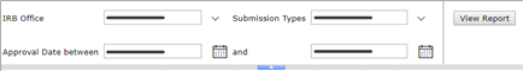 IRB Office Submission Types View Report
Approval Date between and